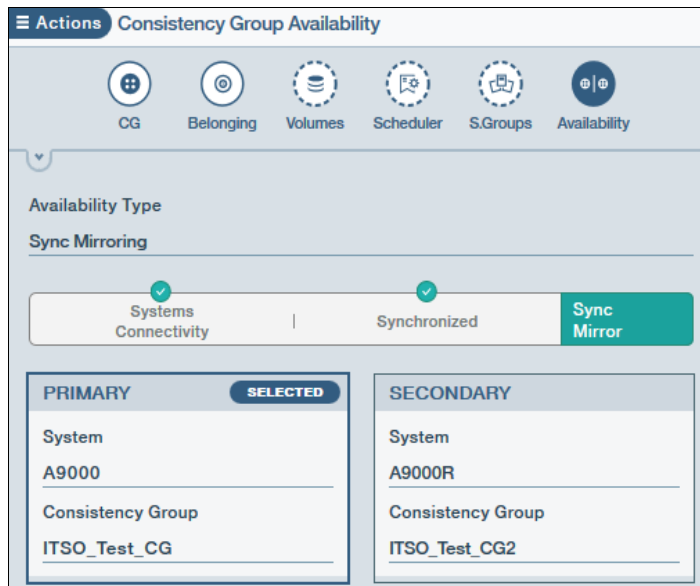 Actions Consistency Group Availability
CG Belonging Volumes Scheduler S.Groups Availability
Availability Type
Sync Mirroring
Systems
Connectivity
Synchronized
Sync
Mirror
PRIMARY SELECTED
System
A9000
Consistency Group
ITSO_Test_CG
SECONDARY
System
A9000R
Consistency Group
ITSO_Test_CG2